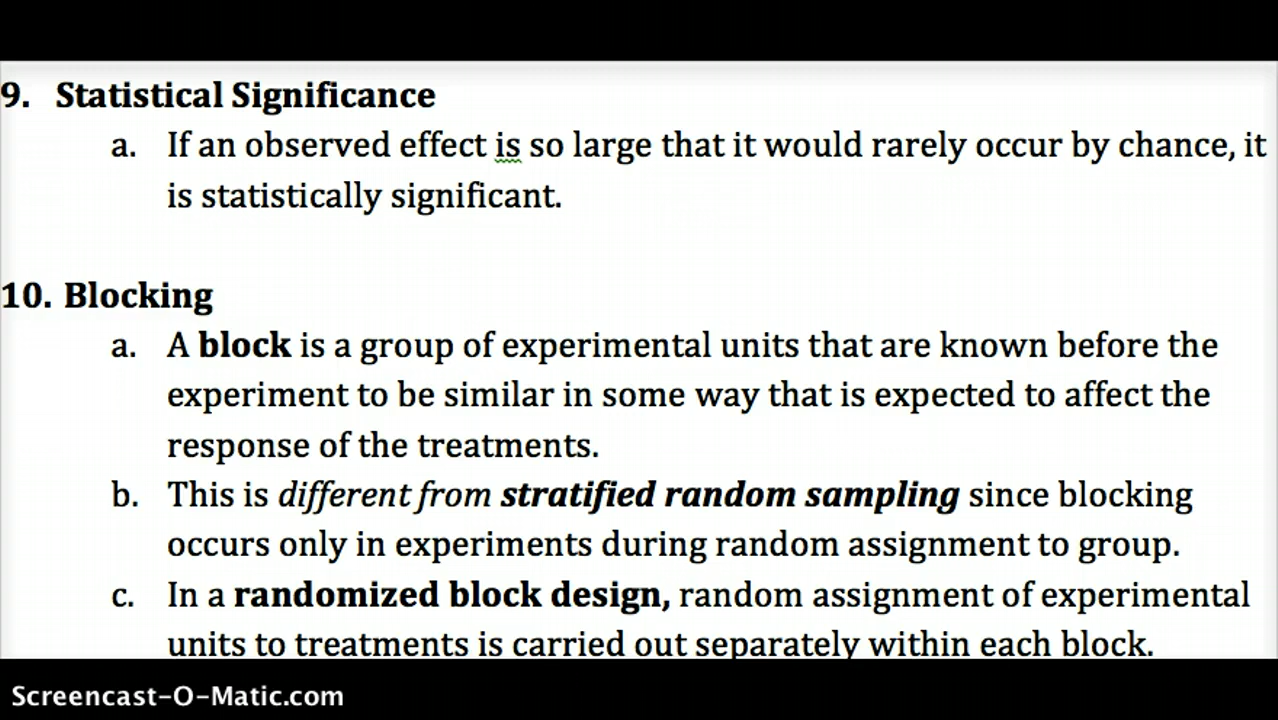 9. Statistical Significance
a. If an observed effect is so large that it would rarely occur by chance, it
is statistically significant.
10. Blocking
a. A block is a group of experimental units that are known before the
experiment to be similar in some way that is expected to affect the
response of the treatments.
b. This is different from stratified random sampling since blocking
occurs only in experiments during random assignment to group.
c. In a randomized block design, random assignment of experimental
units to treatments is carried out separately within each block.
Screencast-O-Matic.com